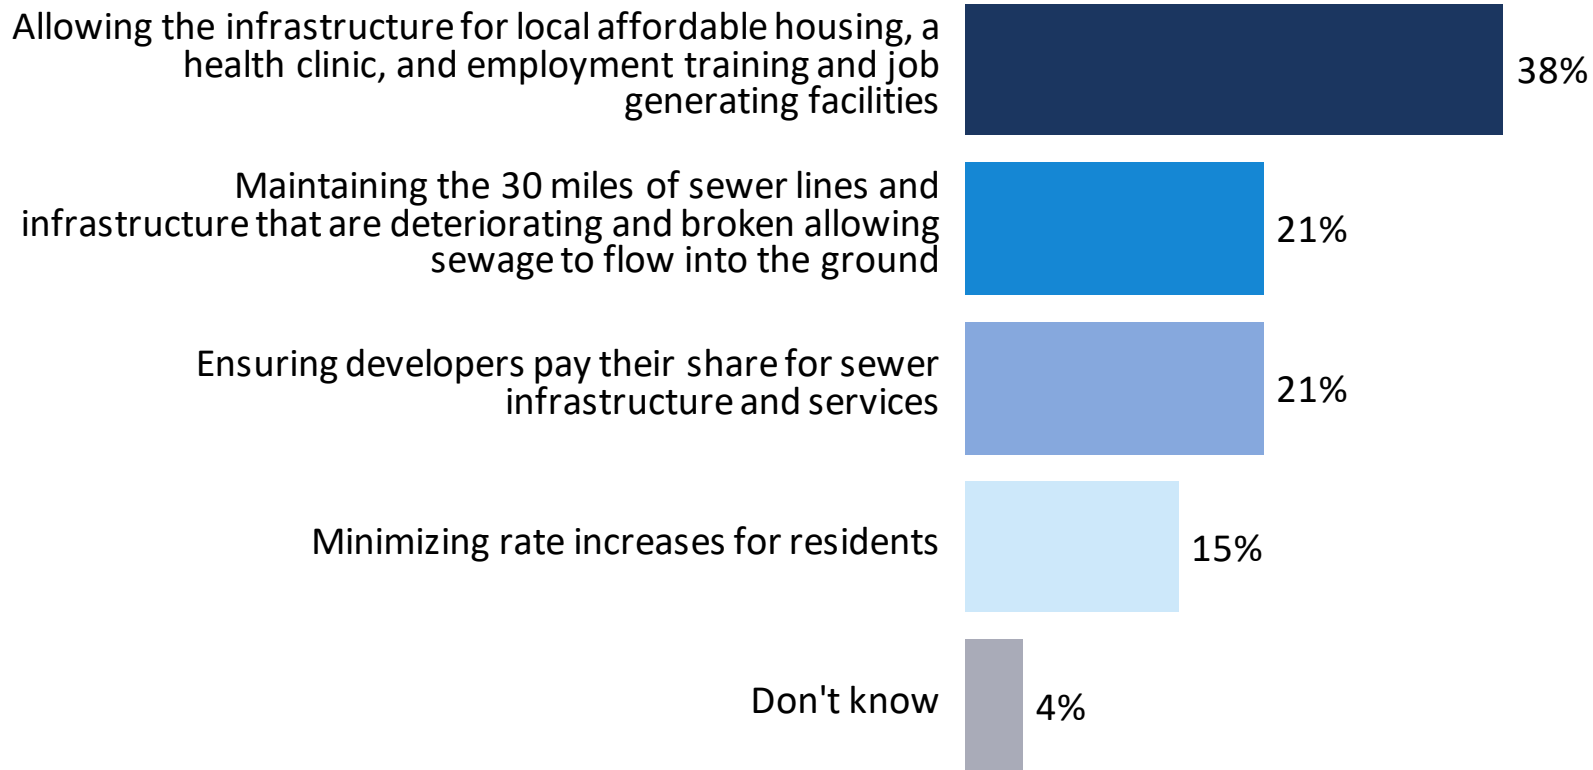 Allowing the infrastructure for local affordable housing, a
health clinic, and employment training and job
generating facilities
38%
Maintaining the 30 miles of sewer lines and
infrastructure that are deteriorating and broken allowing
sewage to flow into the ground
21%
Ensuring developers pay their share for sewer
infrastructure and services
21%
Minimizing rate increases for residents
15%
Don't know
4%